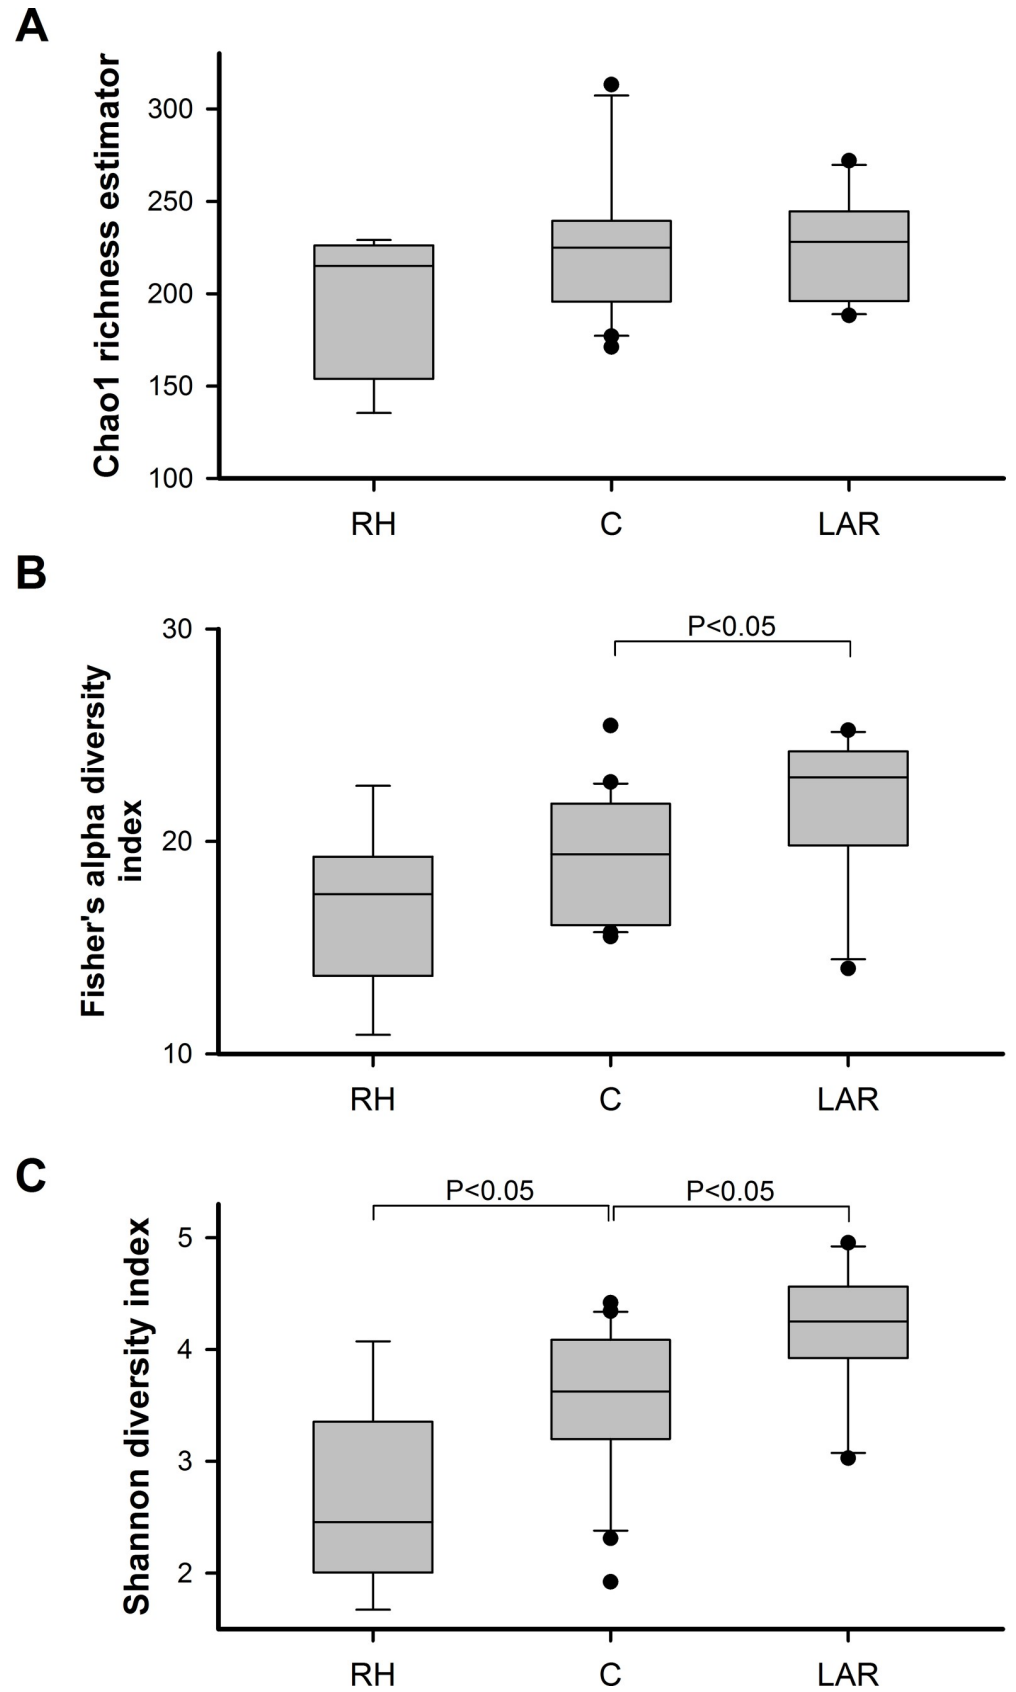 A
Chao1 richness estimator
300
250
200
150
100
RH C LAR
B
Fisher's alpha diversity
index
P<0.05
30
20
10
RH C LAR
C
Shannon diversity index
P<0.05 P<0.05
5
4
3
2
RH C LAR